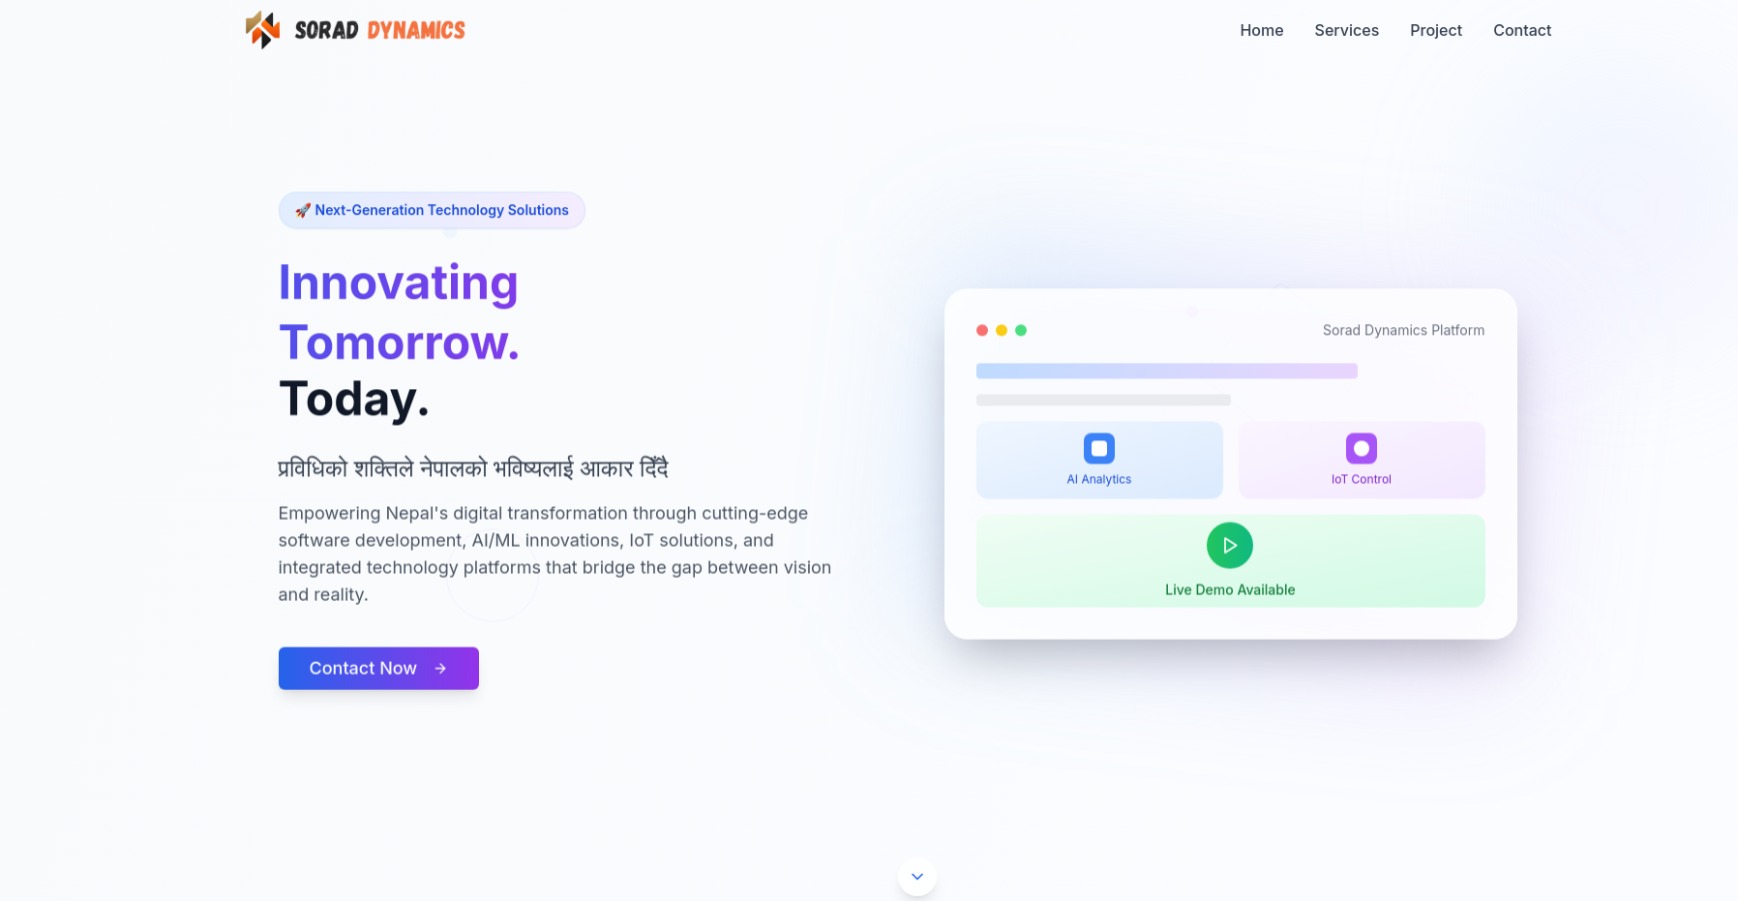 SORAD DYNAMICS
Home Services Project Contact
🚀 Next-Generation Technology Solutions
Innovating
Tomorrow.
Today.
प्रविधिको शक्तिले नेपालको भविष्यलाई आकार दिँदै
Empowering Nepal's digital transformation through cutting-edge
software development, AI/ML innovations, IoT solutions, and
integrated technology platforms that bridge the gap between vision
and reality.
Contact Now
Sorad Dynamics Platform
AI Analytics
IoT Control
Live Demo Available